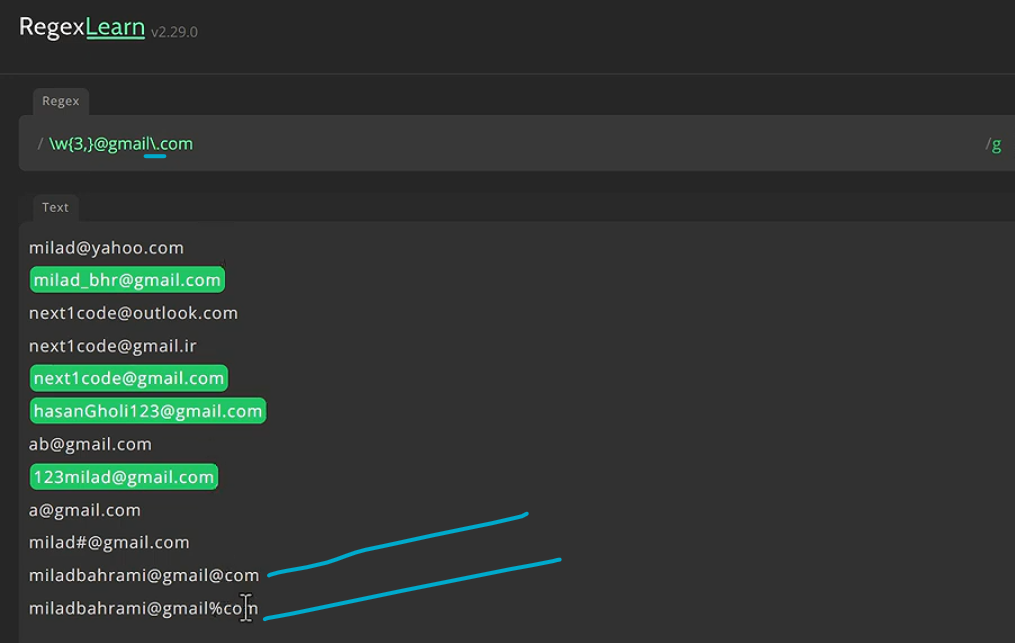 RegexLearn v2.29.0
Regex
/ \w{3,}@gmail\.com /g
Text
milad@yahoo.com
milad_bhr@gmail.com
next1code@outlook.com
next1code@gmail.ir
next1code@gmail.com
hasanGholi123@gmail.com
ab@gmail.com
123milad@gmail.com
a@gmail.com
milad#@gmail.com
miladbahrami@gmail@com
miladbahrami@gmail%com